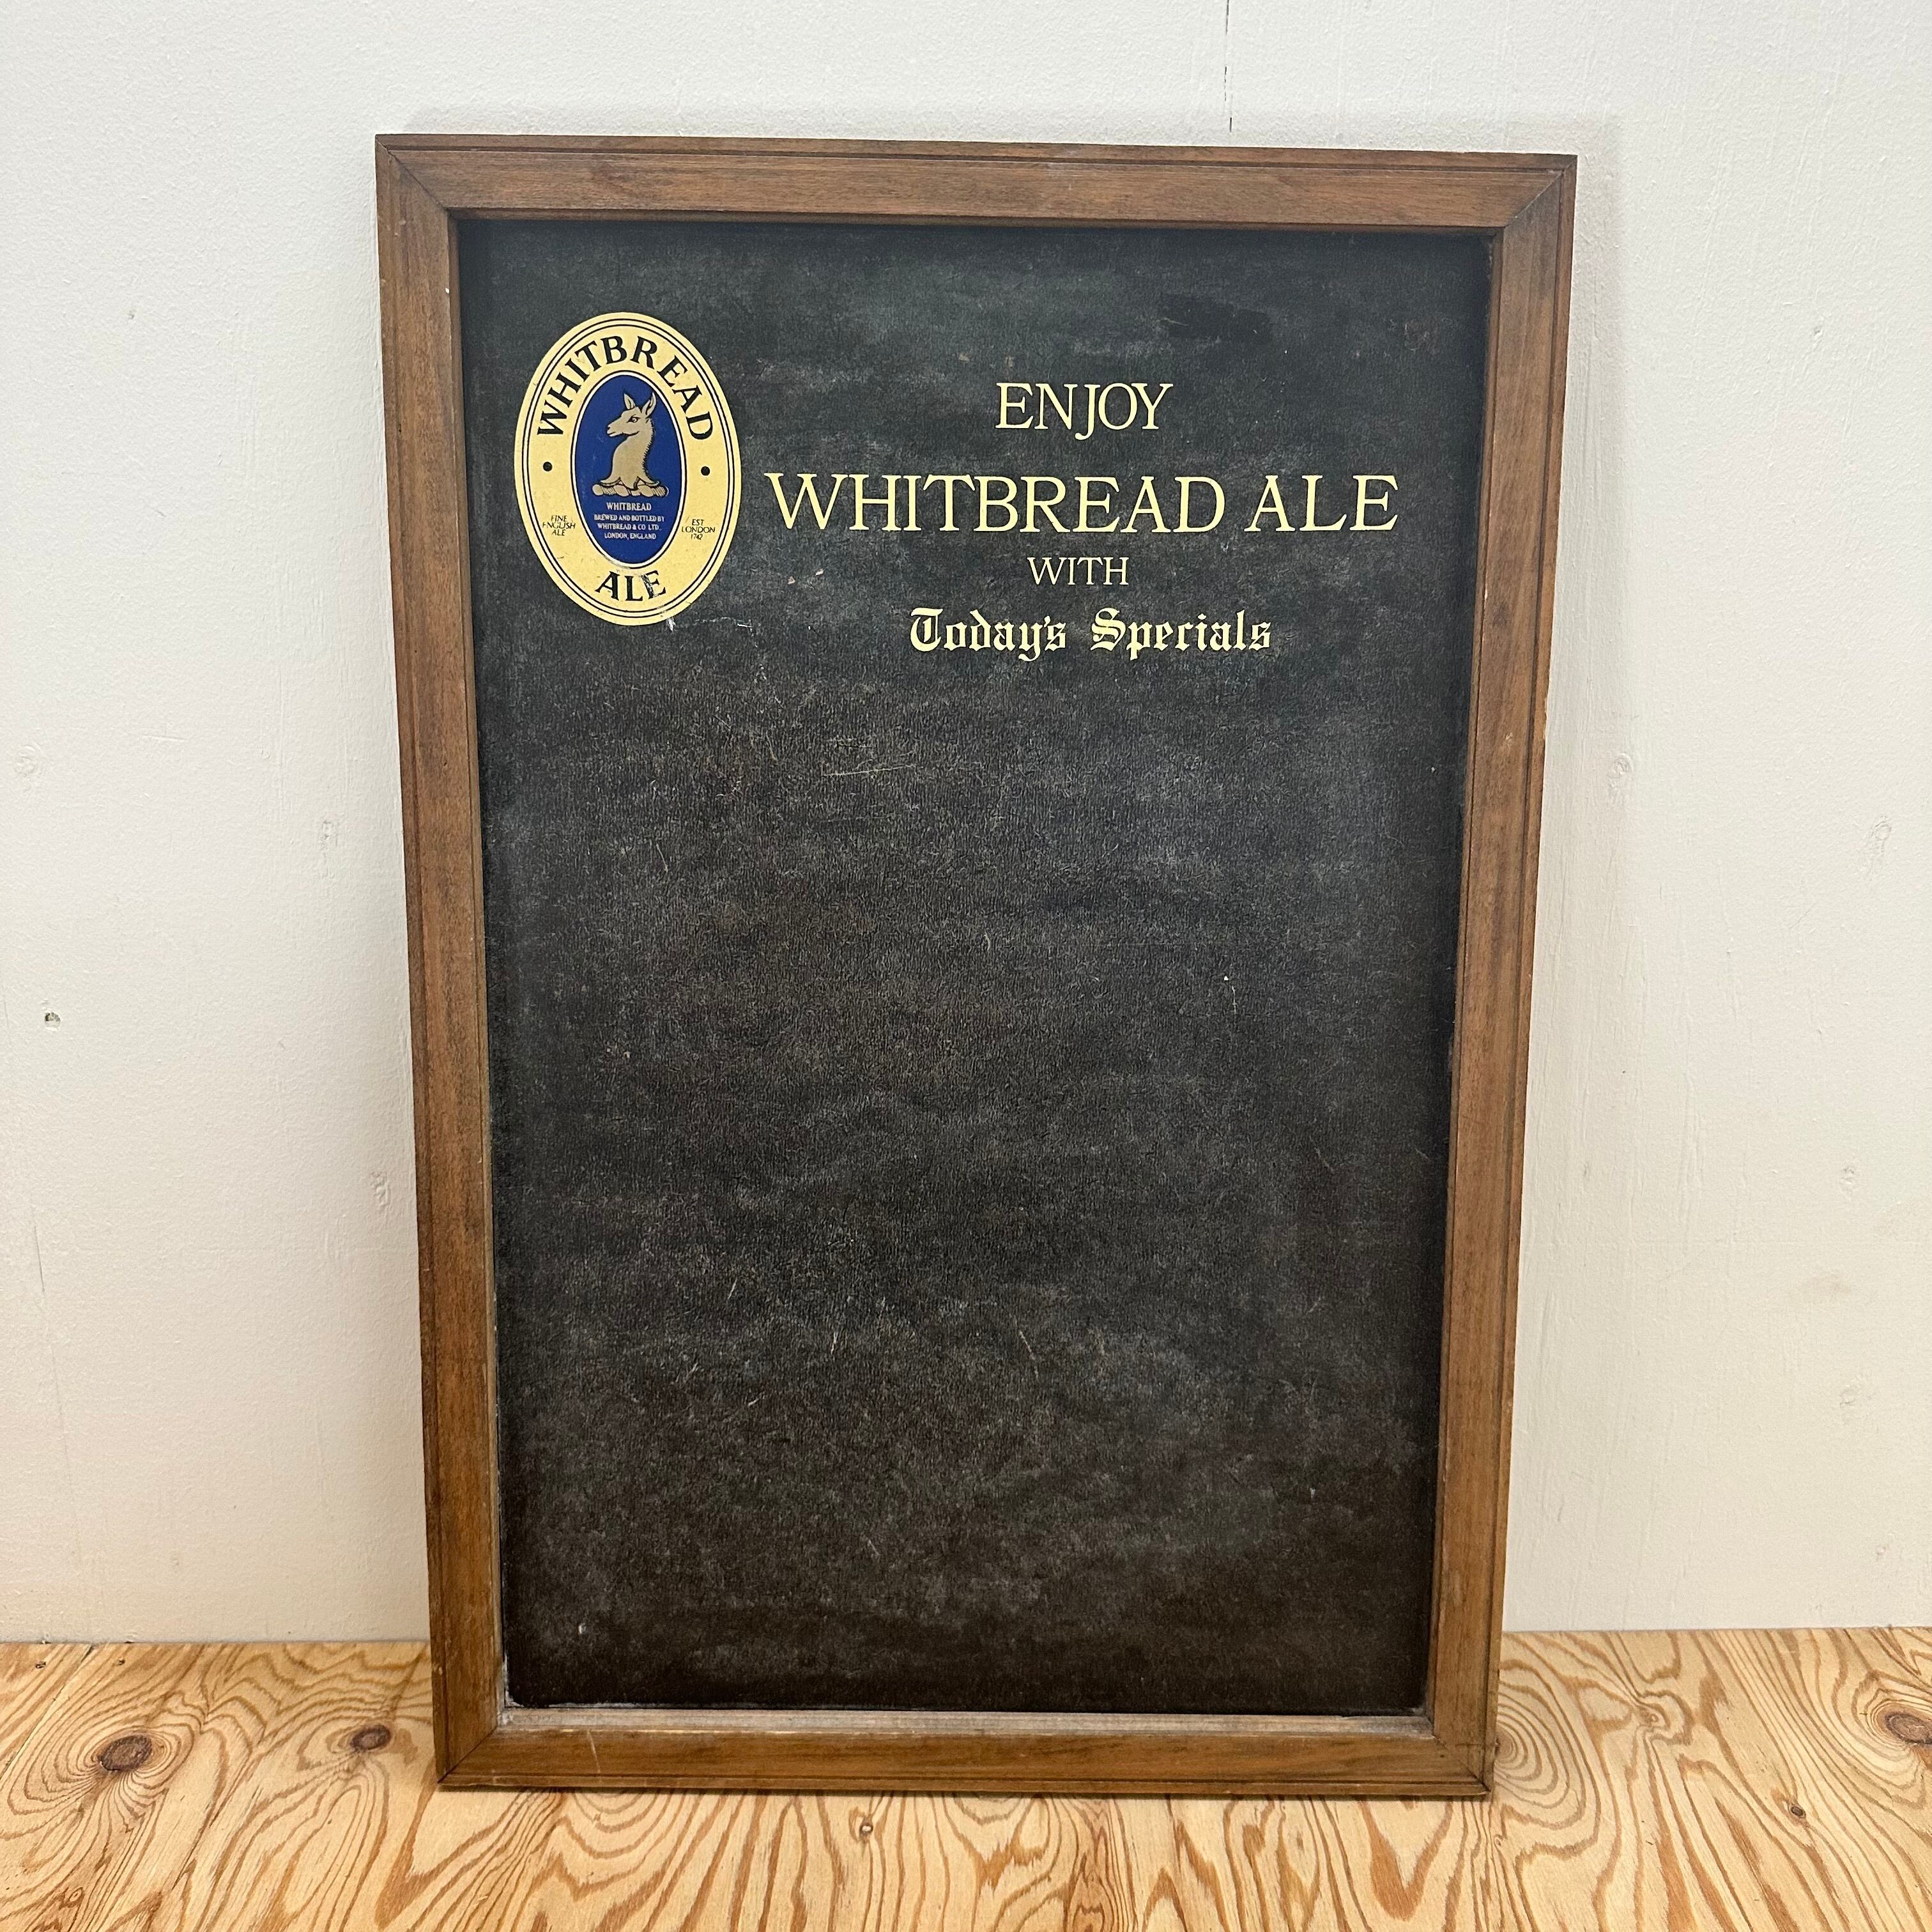 WHITBREAD
WHITBREAD
BREWED AND BOTTLED BY
WHITBREAD & CO LTD.,
LONDON, ENGLAND
FINE
ENGLISH
ALE
EST
LONDON
1742
ALE
ENJOY
WHITBREAD ALE
WITH
Today's Specials